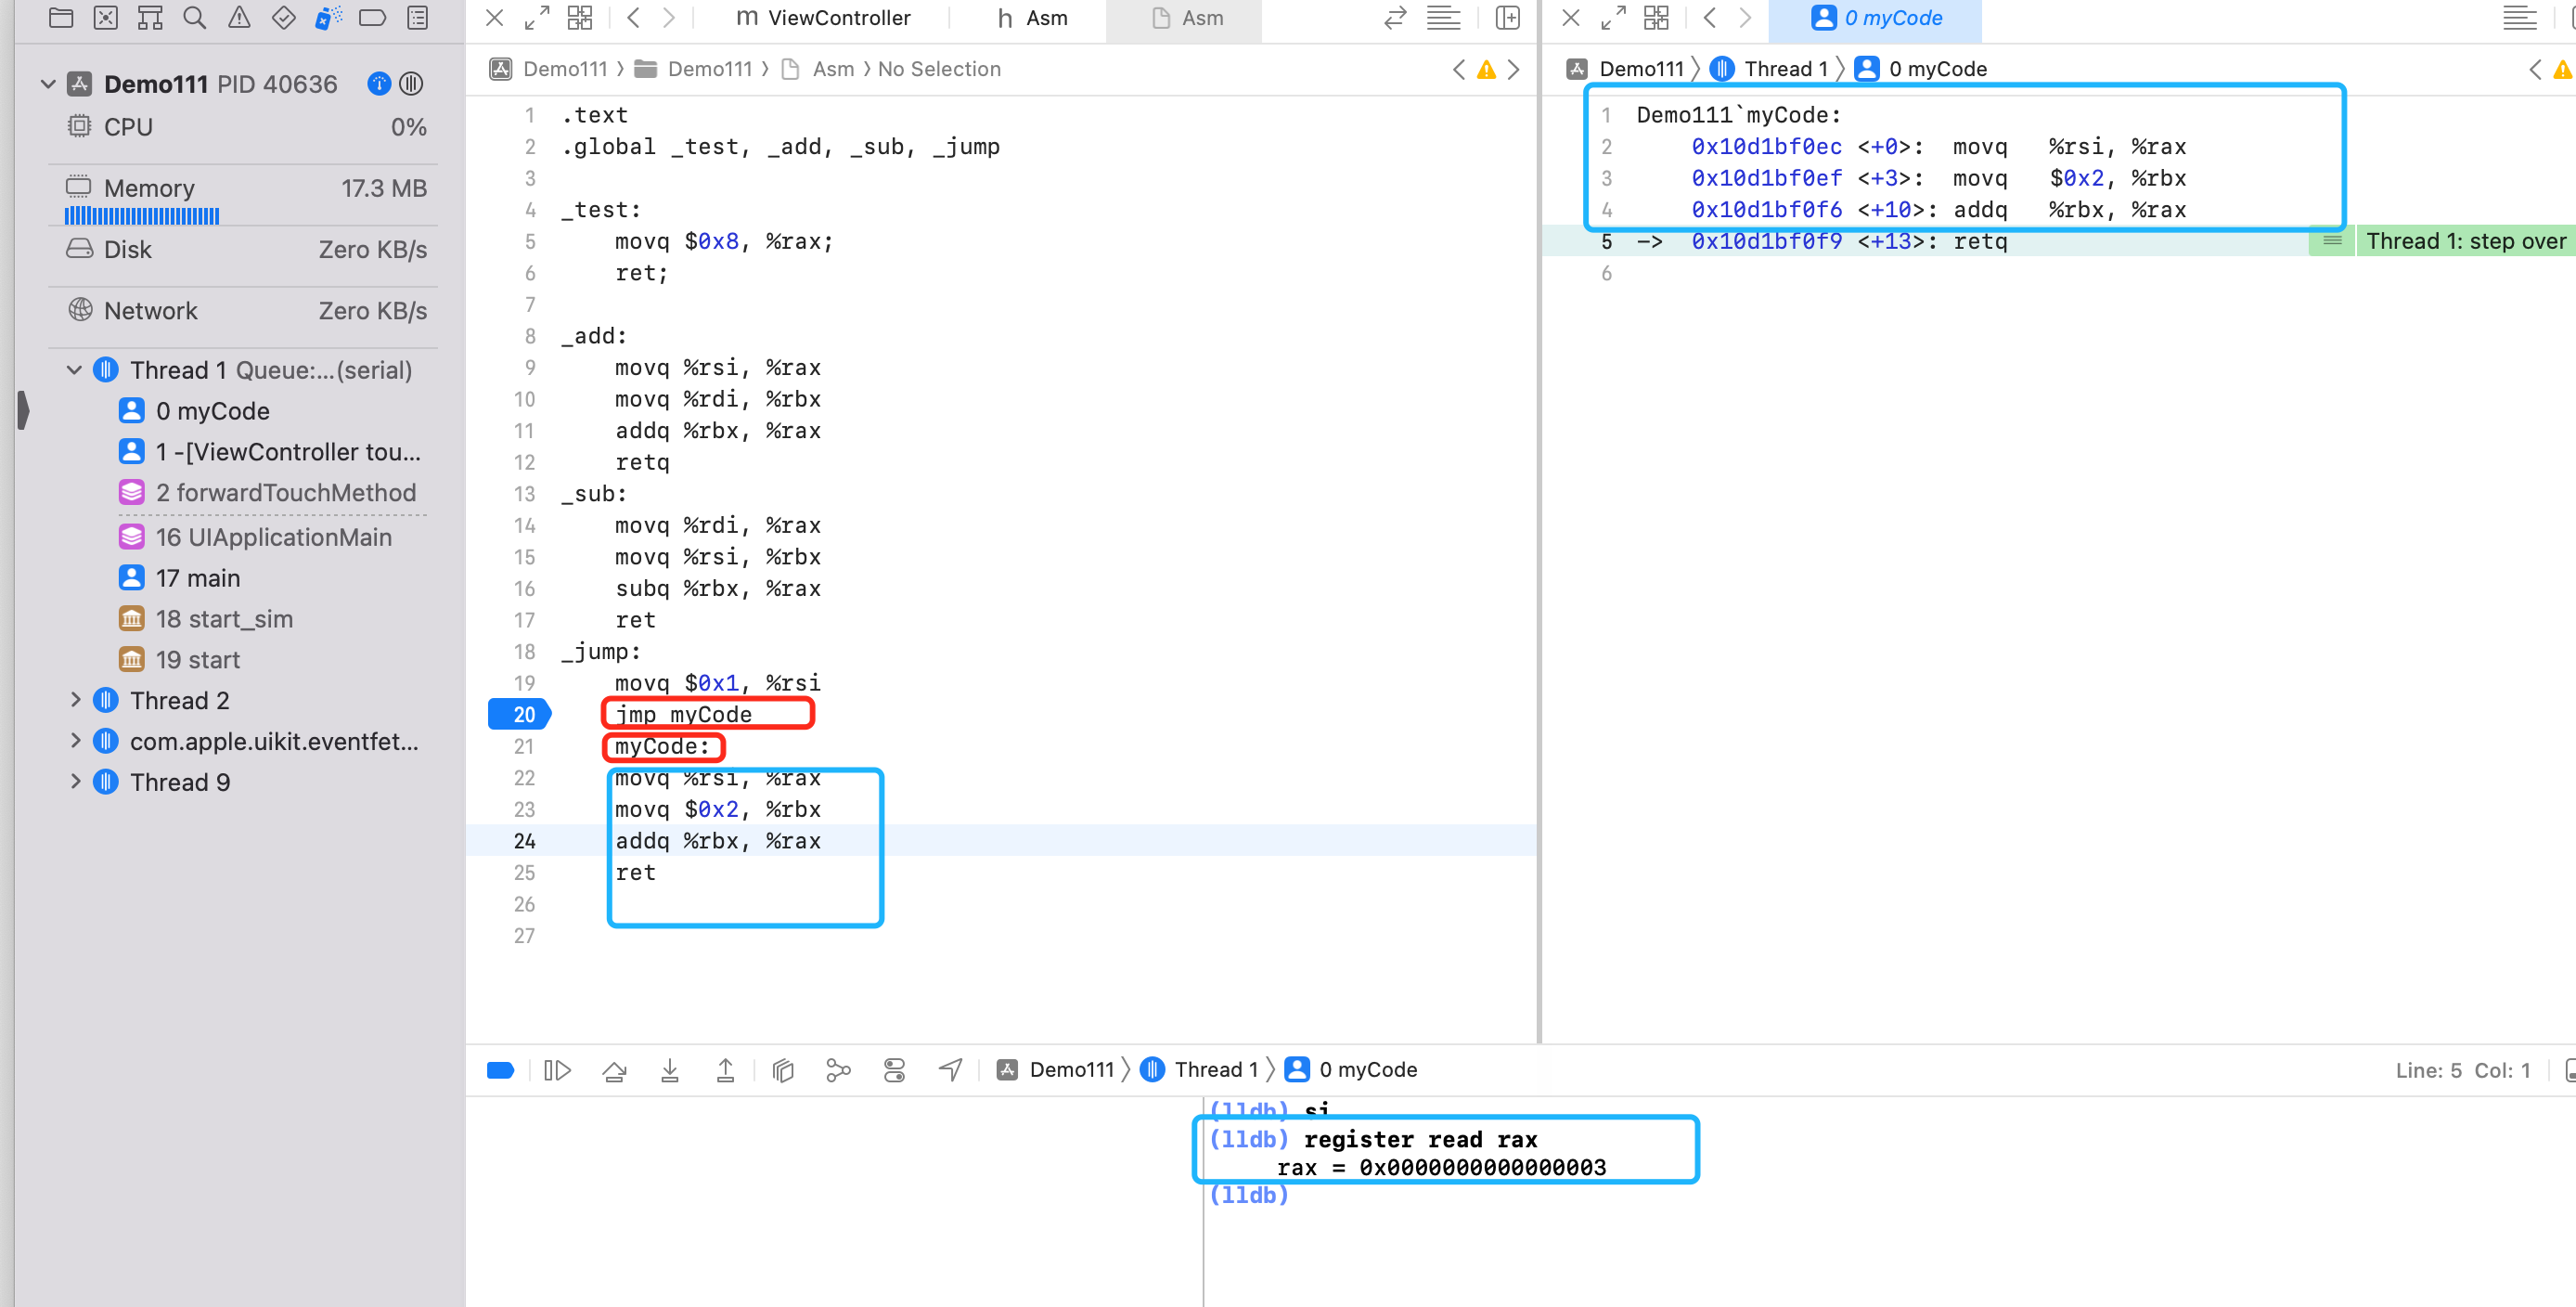 Demo111 PID 40636
CPU 0%
Memory 17.3 MB
Disk Zero KB/s
Network Zero KB/s
Thread 1 Queue:...(serial)
0 myCode
1 -[ViewController tou...
2 forwardTouchMethod
16 UIApplicationMain
17 main
18 start_sim
19 start
Thread 2
com.apple.uikit.eventfet...
Thread 9
m ViewController
h Asm
Asm
Demo111 〉 Demo111 〉 Asm 〉 No Selection
1 .text
2 .global _test, _add, _sub, _jump
3
4 _test:
5 movq $0x8, %rax;
6 ret;
7
8 _add:
9 movq %rsi, %rax
10 movq %rdi, %rbx
11 addq %rbx, %rax
12 retq
13 _sub:
14 movq %rdi, %rax
15 movq %rsi, %rbx
16 subq %rbx, %rax
17 ret
18 _jump:
19 movq $0x1, %rsi
20 jmp myCode
21 myCode:
22 movq %rsi, %rax
23 movq $0x2, %rbx
24 addq %rbx, %rax
25 ret
26
27
0 myCode
Demo111 〉 Thread 1 〉 0 myCode
1 Demo111`myCode:
2 0x10d1bf0ec <+0>: movq %rsi, %rax
3 0x10d1bf0ef <+3>: movq $0x2, %rbx
4 0x10d1bf0f6 <+10>: addq %rbx, %rax
5 -> 0x10d1bf0f9 <+13>: retq
Thread 1: step over
6
Demo111 〉 Thread 1 〉 0 myCode
Line: 5 Col: 1
(lldb) si
(lldb) register read rax
rax = 0x0000000000000003
(lldb)